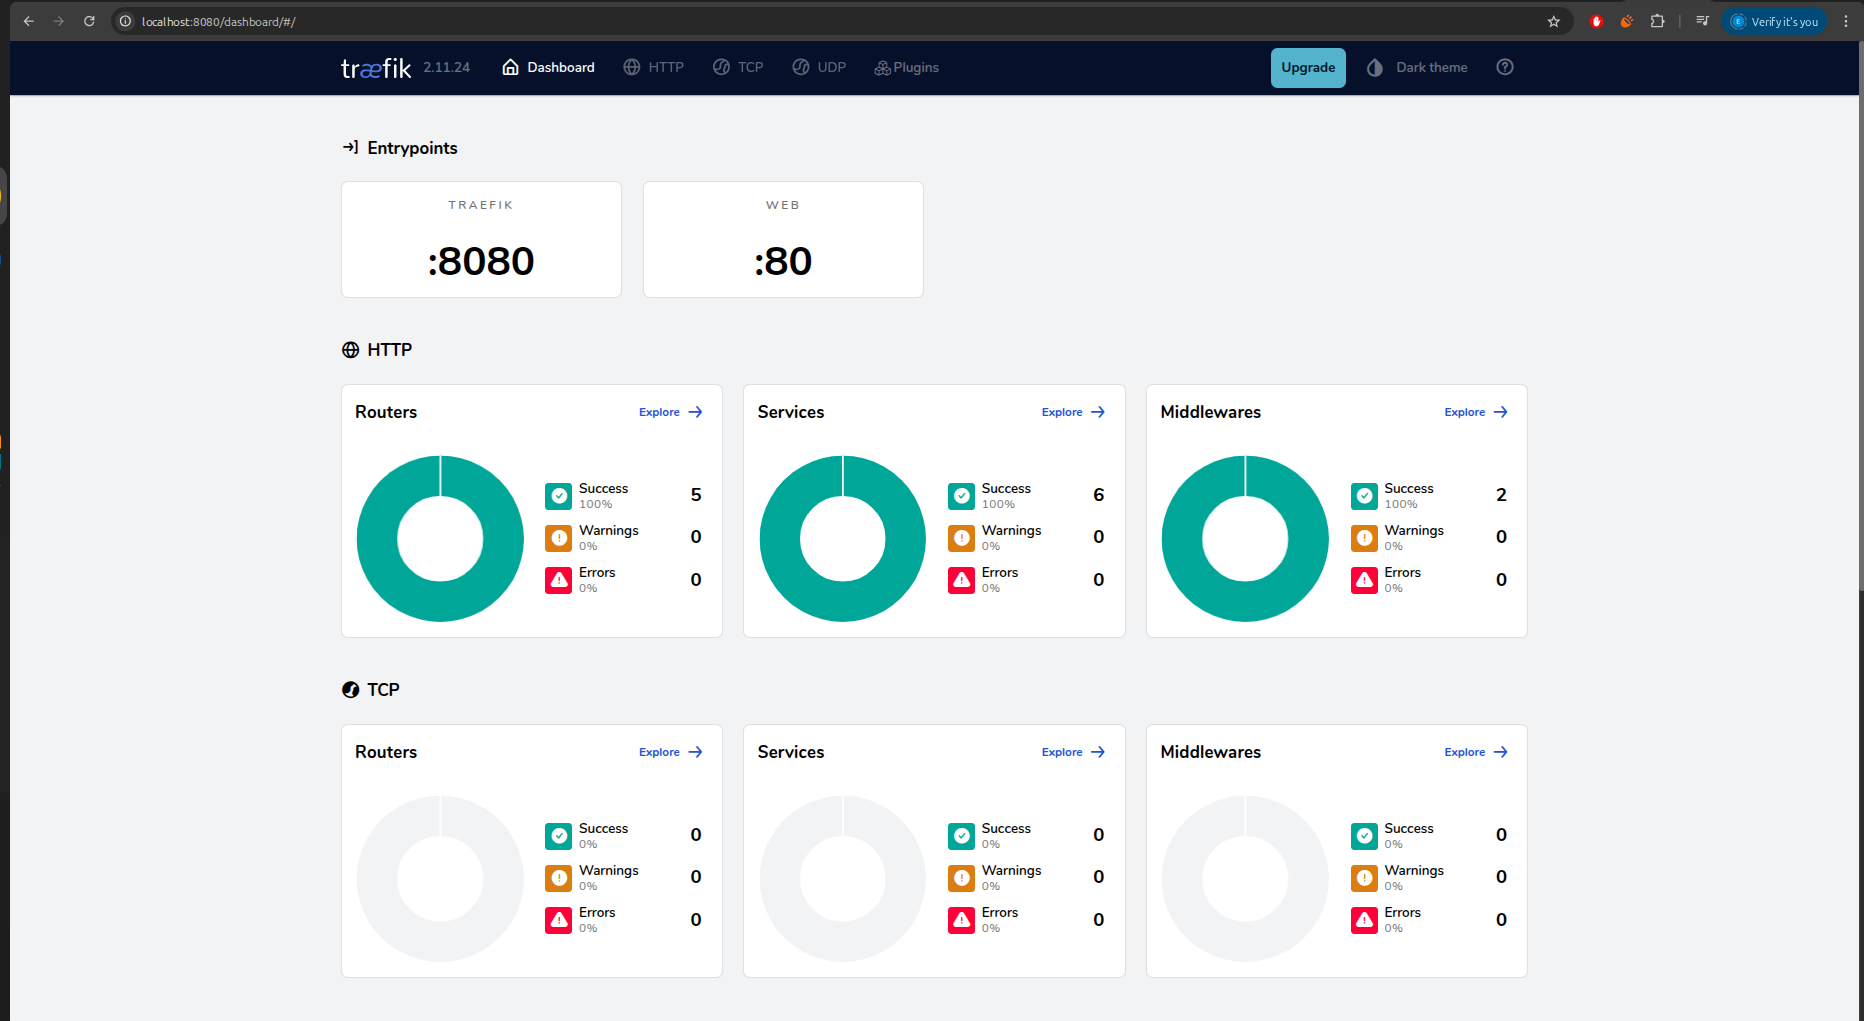 localhost:8080/dashboard/#/
Verify it's you
træfik 2.11.24 Dashboard HTTP TCP UDP Plugins Upgrade Dark theme
Entrypoints
TRAEFIK
:8080
WEB
:80
HTTP
Routers Explore
Success 5
100%
Warnings 0
0%
Errors 0
0%
Services Explore
Success 6
100%
Warnings 0
0%
Errors 0
0%
Middlewares Explore
Success 2
100%
Warnings 0
0%
Errors 0
0%
TCP
Routers Explore
Success 0
0%
Warnings 0
0%
Errors 0
0%
Services Explore
Success 0
0%
Warnings 0
0%
Errors 0
0%
Middlewares Explore
Success 0
0%
Warnings 0
0%
Errors 0
0%